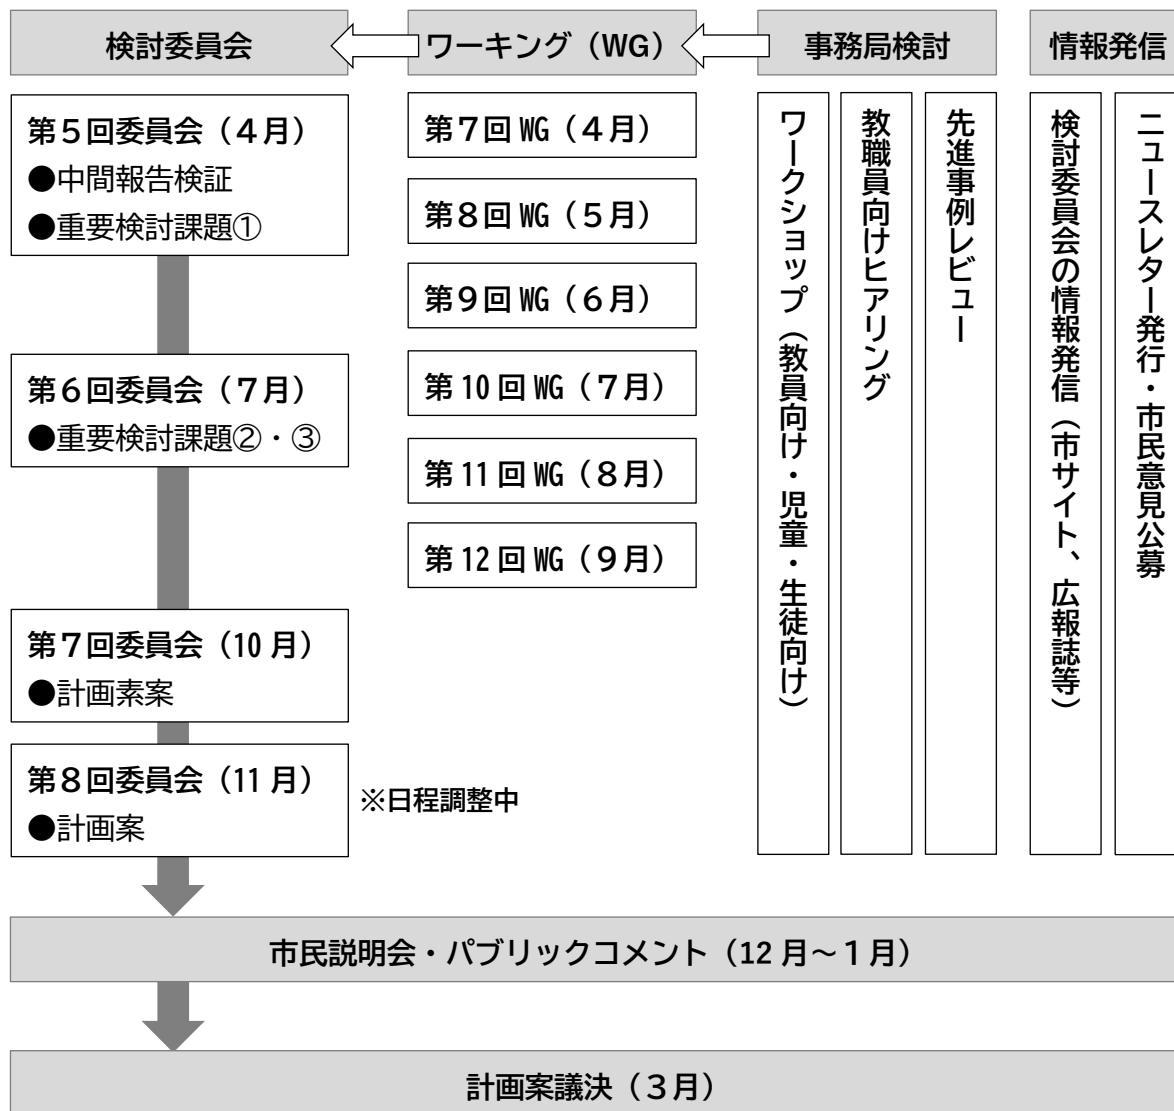 検討委員会
ワーキング（WG）
事務局検討
情報発信
第５回委員会（４月）
●中間報告検証
●重要検討課題①
第６回委員会（７月）
●重要検討課題②・③
第７回委員会（10 月）
●計画素案
第８回委員会（11 月）
●計画案
※日程調整中
第７回 WG（４月）
第８回 WG（５月）
第９回 WG（６月）
第 10 回 WG（７月）
第 11 回 WG（８月）
第 12 回 WG（９月）
ワークショップ（教員向け・児童・生徒向け）
教職員向けヒアリング
先進事例レビュー
検討委員会の情報発信（市サイト、広報誌等）
ニュースレター発行・市民意見公募
市民説明会・パブリックコメント（12 月～１月）
計画案議決（３月）